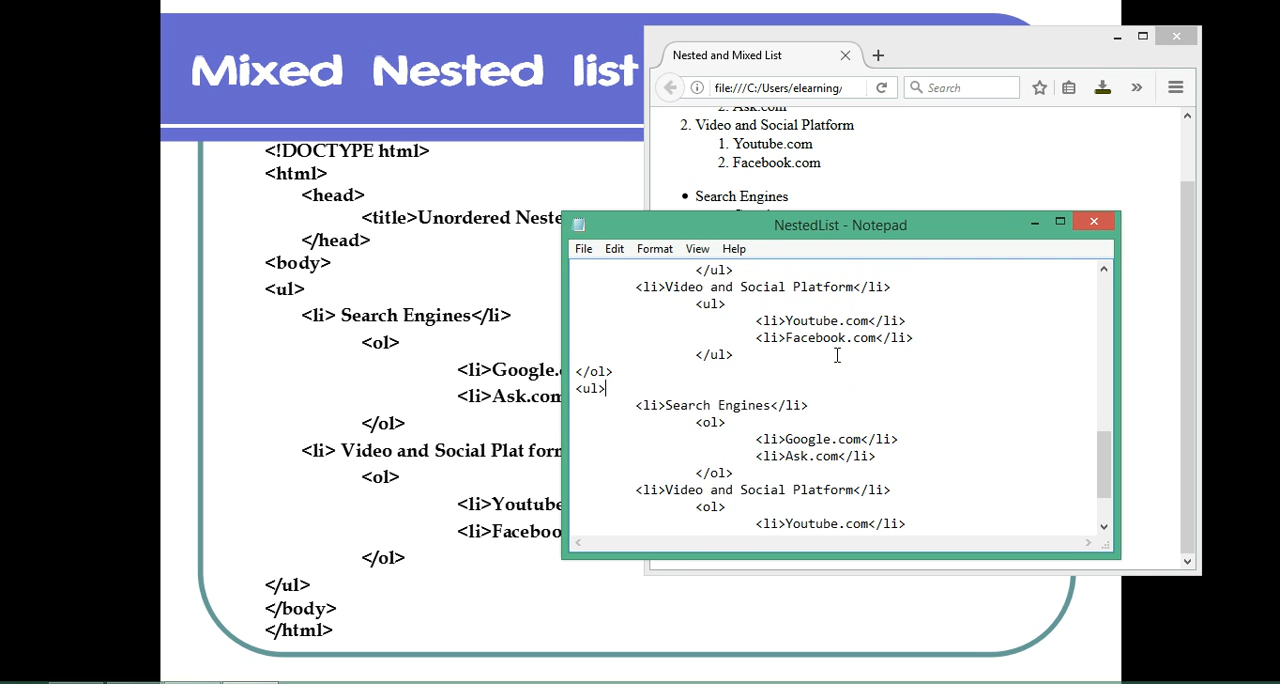 Mixed Nested list
<!DOCTYPE html>
<html>
<head>
<title>Unordered Neste
</head>
<body>
<ul>
<li> Search Engines</li>
<ol>
<li>Google.
<li>Ask.com
</ol>
<li> Video and Social Plat form
<ol>
<li>Youtube
<li>Faceboo
</ol>
</ul>
</body>
</html>
Nested and Mixed List
file:///C:/Users/elearning/
Search
2. Ask.com
2. Video and Social Platform
1. Youtube.com
2. Facebook.com
• Search Engines
NestedList - Notepad
File Edit Format View Help
</ul>
<li>Video and Social Platform</li>
<ul>
<li>Youtube.com</li>
<li>Facebook.com</li>
</ul>
</ol>
<ul>
<li>Search Engines</li>
<ol>
<li>Google.com</li>
<li>Ask.com</li>
</ol>
<li>Video and Social Platform</li>
<ol>
<li>Youtube.com</li>